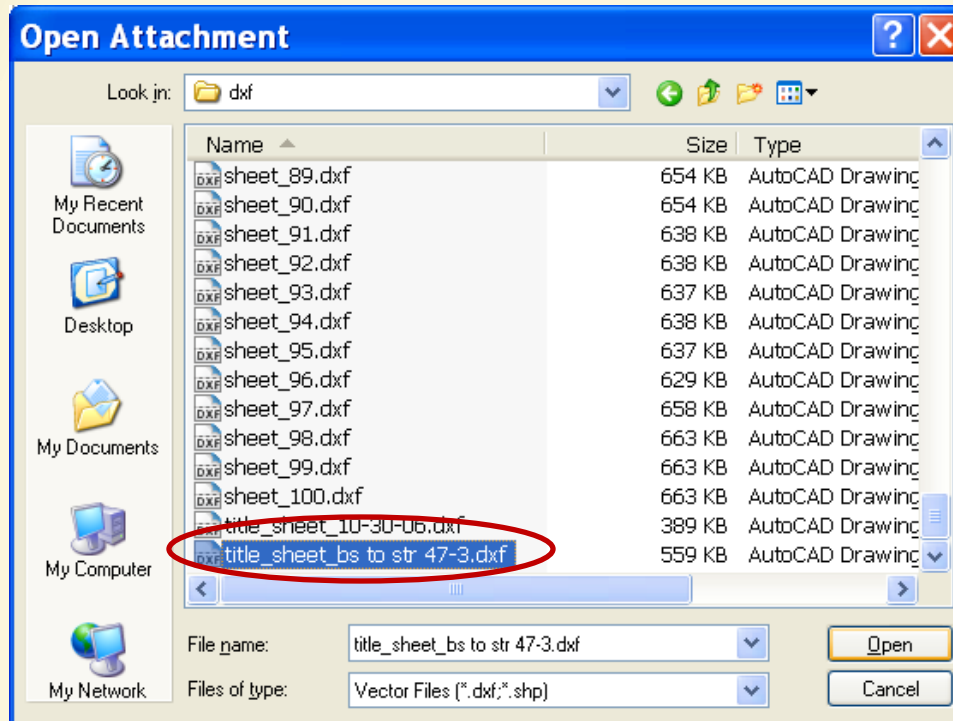 Open Attachment
Look in: dxf
Name Size Type
sheet_89.dxf 654 KB AutoCAD Drawing
sheet_90.dxf 654 KB AutoCAD Drawing
sheet_91.dxf 638 KB AutoCAD Drawing
sheet_92.dxf 638 KB AutoCAD Drawing
sheet_93.dxf 637 KB AutoCAD Drawing
sheet_94.dxf 638 KB AutoCAD Drawing
sheet_95.dxf 637 KB AutoCAD Drawing
sheet_96.dxf 629 KB AutoCAD Drawing
sheet_97.dxf 658 KB AutoCAD Drawing
sheet_98.dxf 663 KB AutoCAD Drawing
sheet_99.dxf 663 KB AutoCAD Drawing
sheet_100.dxf 663 KB AutoCAD Drawing
title_sheet_10-30-06.dxf 389 KB AutoCAD Drawing
title_sheet_bs to str 47-3.dxf 559 KB AutoCAD Drawing
My Recent
Documents
Desktop
My Documents
My Computer
My Network
File name: title_sheet_bs to str 47-3.dxf Open
Files of type: Vector Files (*.dxf;*.shp) Cancel